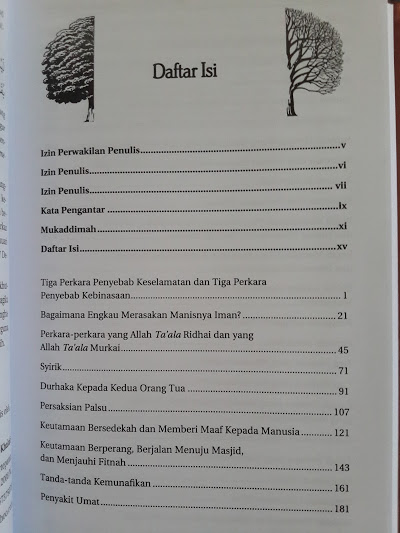 Daftar Isi
Izin Perwakilan Penulis.....v
Izin Penulis.....vi
Izin Penulis.....vii
Kata Pengantar.....ix
Mukaddimah.....xi
Daftar Isi.....xv
Tiga Perkara Penyebab Keselamatan dan Tiga Perkara
Penyebab Kebinasaan.....1
Bagaimana Engkau Merasakan Manisnya Iman?.....21
Perkara-perkara yang Allah Ta'ala Ridhai dan yang
Allah Ta'ala Murkai.....45
Syirik.....71
Durhaka Kepada Kedua Orang Tua.....91
Persaksian Palsu.....107
Keutamaan Bersedekah dan Memberi Maaf Kepada Manusia.....121
Keutamaan Berperang, Berjalan Menuju Masjid,
dan Menjauhi Fitnah.....143
Tanda-tanda Kemunafikan.....161
Penyakit Umat.....181